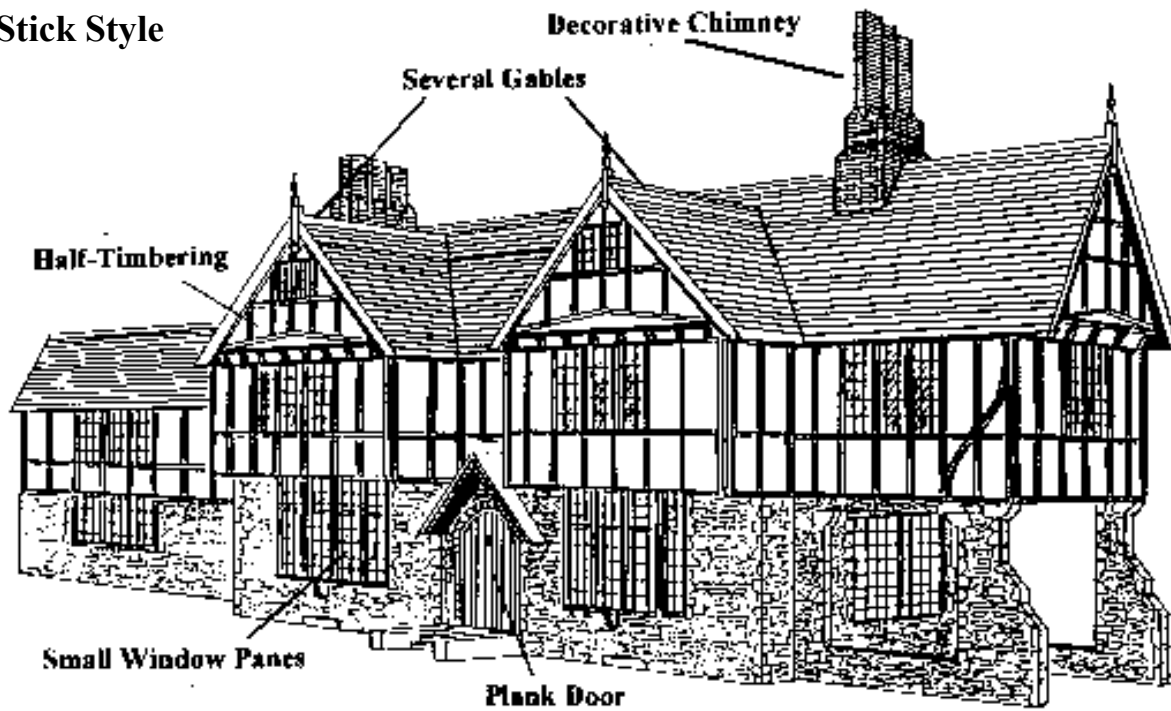 Stick Style
Decorative Chimney
Several Gables
Half-Timbering
Small Window Panes
Plank Door